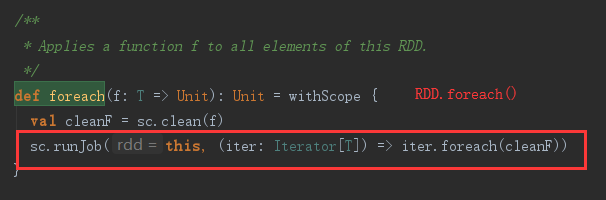 /**
* Applies a function f to all elements of this RDD.
*/
def foreach(f: T => Unit): Unit = withScope { RDD.foreach()
val cleanF = sc.clean(f)
sc.runJob( rdd = this, (iter: Iterator[T]) => iter.foreach(cleanF))
}